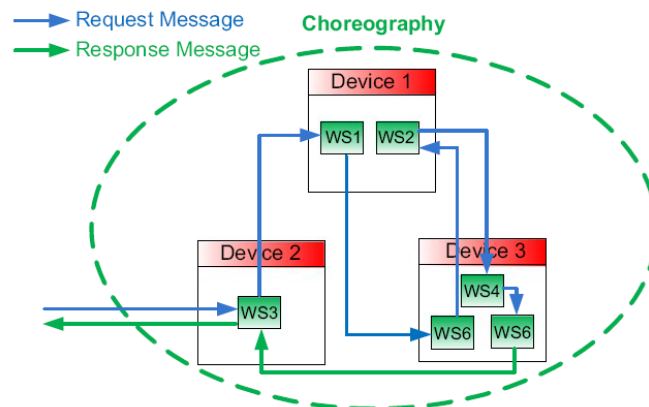 Request Message
Response Message
Choreography
Device 1
WS1
WS2
Device 2
WS3
Device 3
WS4
WS6
WS6